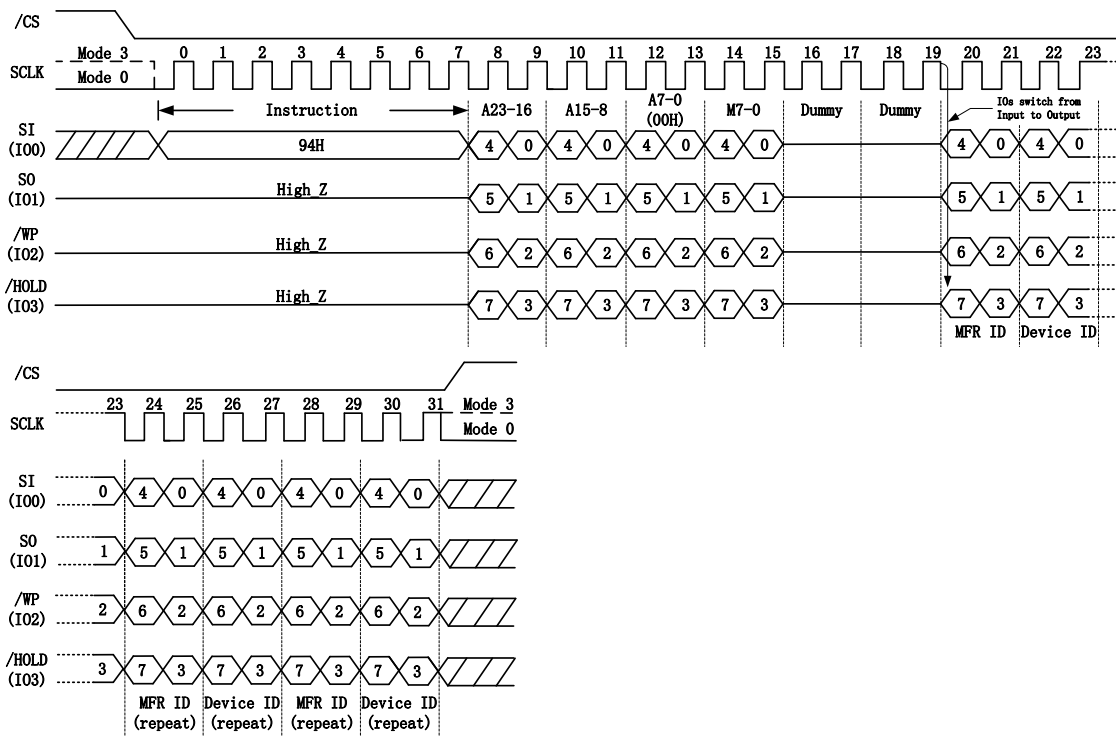 /CS
Mode 3 0 1 2 3 4 5 6 7 8 9 10 11 12 13 14 15 16 17 18 19 20 21 22 23
SCLK Mode 0
Instruction A23-16 A15-8 A7-0 (00H) M7-0 Dummy Dummy IOs switch from Input to Output
SI
(IO0) 94H 4 0 4 0 4 0 4 0 4 0 4 0
SO
(IO1) High_Z 5 1 5 1 5 1 5 1 5 1 5 1
/WP
(IO2) High_Z 6 2 6 2 6 2 6 2 6 2 6 2
/HOLD
(IO3) High_Z 7 3 7 3 7 3 7 3 7 3 7 3
MFR ID Device ID
/CS
23 24 25 26 27 28 29 30 31 Mode 3
SCLK Mode 0
SI
(IO0) 0 4 0 4 0 4 0 4 0
SO
(IO1) 1 5 1 5 1 5 1 5 1
/WP
(IO2) 2 6 2 6 2 6 2 6 2
/HOLD
(IO3) 3 7 3 7 3 7 3 7 3
MFR ID Device ID MFR ID Device ID
(repeat) (repeat) (repeat) (repeat)